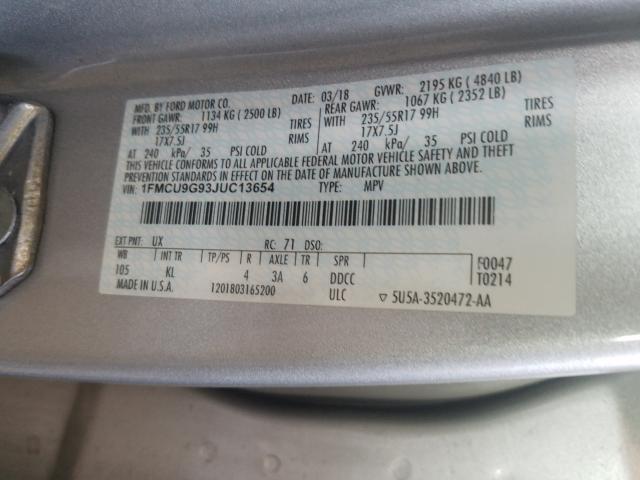 MFD. BY FORD MOTOR CO.
DATE: 03/18 GVWR: 2195 KG ( 4840 LB)
FRONT GAWR: 1134 KG ( 2500 LB)
REAR GAWR: 1067 KG ( 2352 LB)
WITH 235/55R17 99H TIRES
WITH 235/55R17 99H TIRES
17X7.5J RIMS
17X7.5J RIMS
AT 240 kPa/ 35 PSI COLD
AT 240 kPa/ 35 PSI COLD
THIS VEHICLE CONFORMS TO ALL APPLICABLE FEDERAL MOTOR VEHICLE SAFETY AND THEFT
PREVENTION STANDARDS IN EFFECT ON THE DATE OF MANUFACTURE SHOWN ABOVE.
VIN: 1FMCU9G93JUC13654 TYPE: MPV
EXT PNT: UX RC: 71 DSO:
WB INT TR TP/PS R AXLE TR SPR
105 KL 4 3A 6 DDCC
F0047
T0214
MADE IN U.S.A. 1201803165200 ULC ▽ 5U5A-3520472-AA